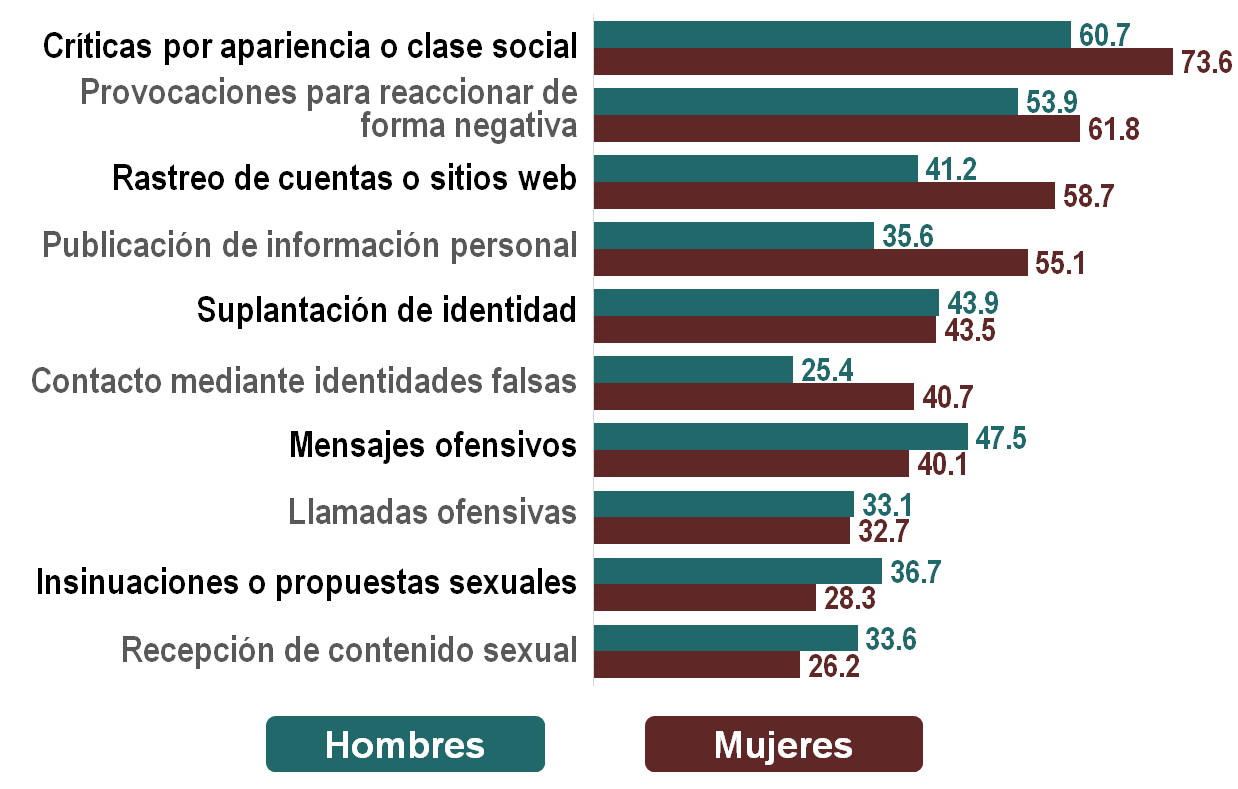 Críticas por apariencia o clase social
60.7
73.6
Provocaciones para reaccionar de
forma negativa
53.9
61.8
Rastreo de cuentas o sitios web
41.2
58.7
Publicación de información personal
35.6
55.1
Suplantación de identidad
43.9
43.5
Contacto mediante identidades falsas
25.4
40.7
Mensajes ofensivos
47.5
40.1
Llamadas ofensivas
33.1
32.7
Insinuaciones o propuestas sexuales
36.7
28.3
Recepción de contenido sexual
33.6
26.2
Hombres
Mujeres